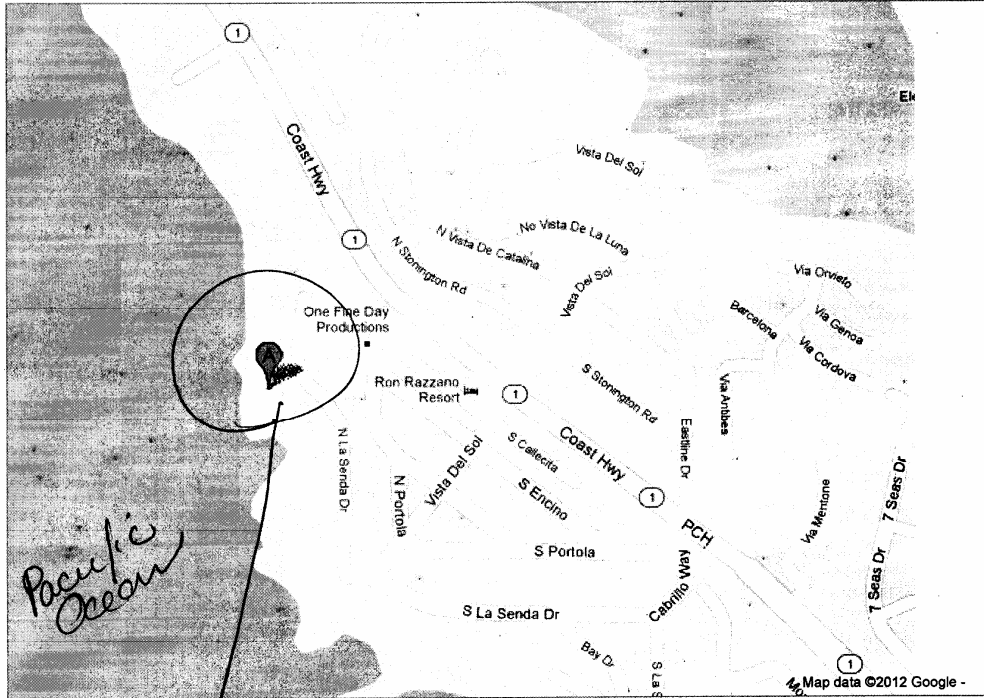 1
Ele
Coast Hwy
Vista Del Sol
No Vista De La Luna
N Vista De Catalina
1
N Stonington Rd
Vista Del Sol
Via Orvieto
Barcelona
Via Genoa
Via Cordova
One Fine Day
Productions
A
Ron Razzano
Resort
1
S Stonington Rd
Via Antibes
Eastline Dr
Coast Hwy
S Callecita
Vista Del Sol
N La Senda Dr
N Portola
S Encino
1
PCH
Via Mentone
7 Seas Dr
S Portola
Cabrillo Way
7 Seas Dr
Pacific
Ocean
S La Senda Dr
Bay Dr
S La S
1
Mo
Map data ©2012 Google -